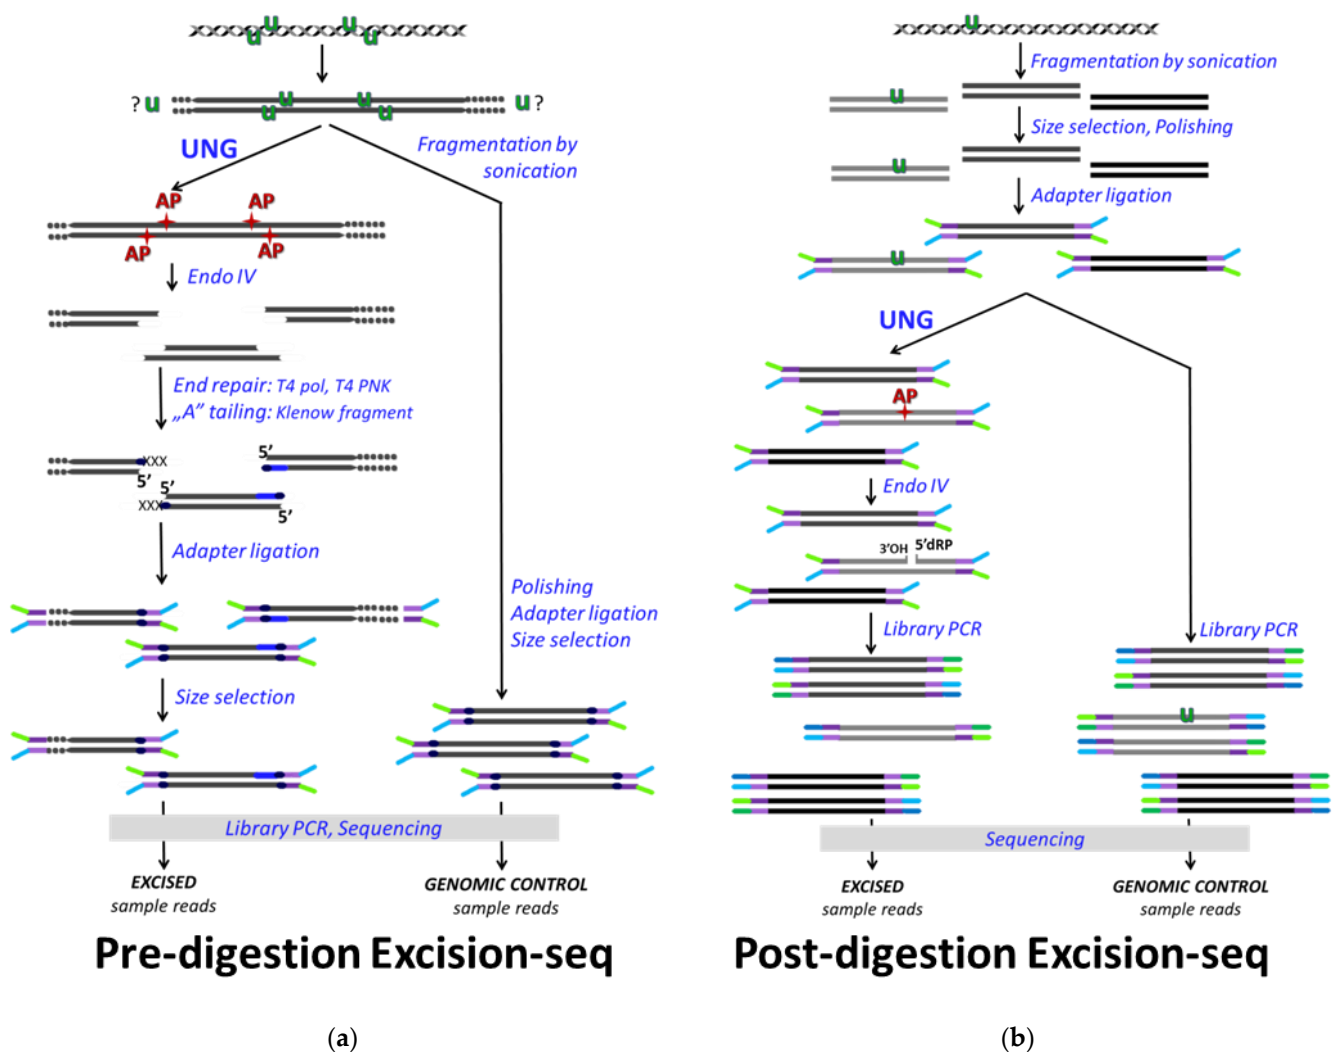 u u u u
? u u u u u u ?
UNG
Fragmentation by
sonication
AP AP
AP AP
Endo IV
End repair: T4 pol, T4 PNK
„A” tailing: Klenow fragment
XXX 5’
5’ 5’
XXX
5’
Adapter ligation
Polishing
Adapter ligation
Size selection
Size selection
Library PCR, Sequencing
EXCISED GENOMIC CONTROL
sample reads sample reads
Pre-digestion Excision-seq
(a)
u
Fragmentation by sonication
u
Size selection, Polishing
u
Adapter ligation
u
UNG
AP
Endo IV
3’OH 5’dRP
Library PCR Library PCR
u
Sequencing
EXCISED GENOMIC CONTROL
sample reads sample reads
Post-digestion Excision-seq
(b)